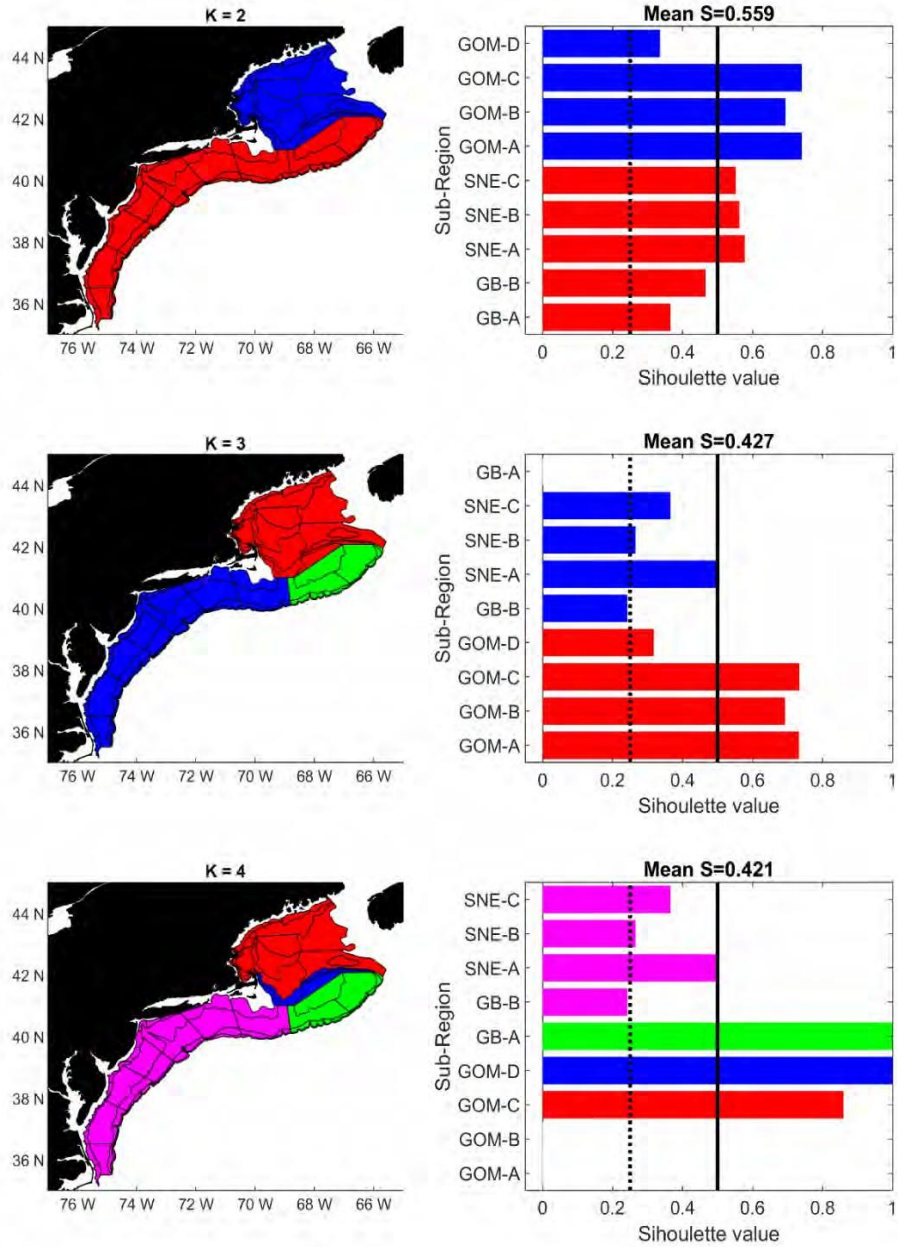 K = 2
44 N
42 N
40 N
38 N
36 N
76 W 74 W 72 W 70 W 68 W 66 W
Mean S=0.559
Sub-Region
GOM-D
GOM-C
GOM-B
GOM-A
SNE-C
SNE-B
SNE-A
GB-B
GB-A
0 0.2 0.4 0.6 0.8 1
Sihoulette value
K = 3
44 N
42 N
40 N
38 N
36 N
76 W 74 W 72 W 70 W 68 W 66 W
Mean S=0.427
Sub-Region
GB-A
SNE-C
SNE-B
SNE-A
GB-B
GOM-D
GOM-C
GOM-B
GOM-A
0 0.2 0.4 0.6 0.8 1
Sihoulette value
K = 4
44 N
42 N
40 N
38 N
36 N
76 W 74 W 72 W 70 W 68 W 66 W
Mean S=0.421
Sub-Region
SNE-C
SNE-B
SNE-A
GB-B
GB-A
GOM-D
GOM-C
GOM-B
GOM-A
0 0.2 0.4 0.6 0.8 1
Sihoulette value